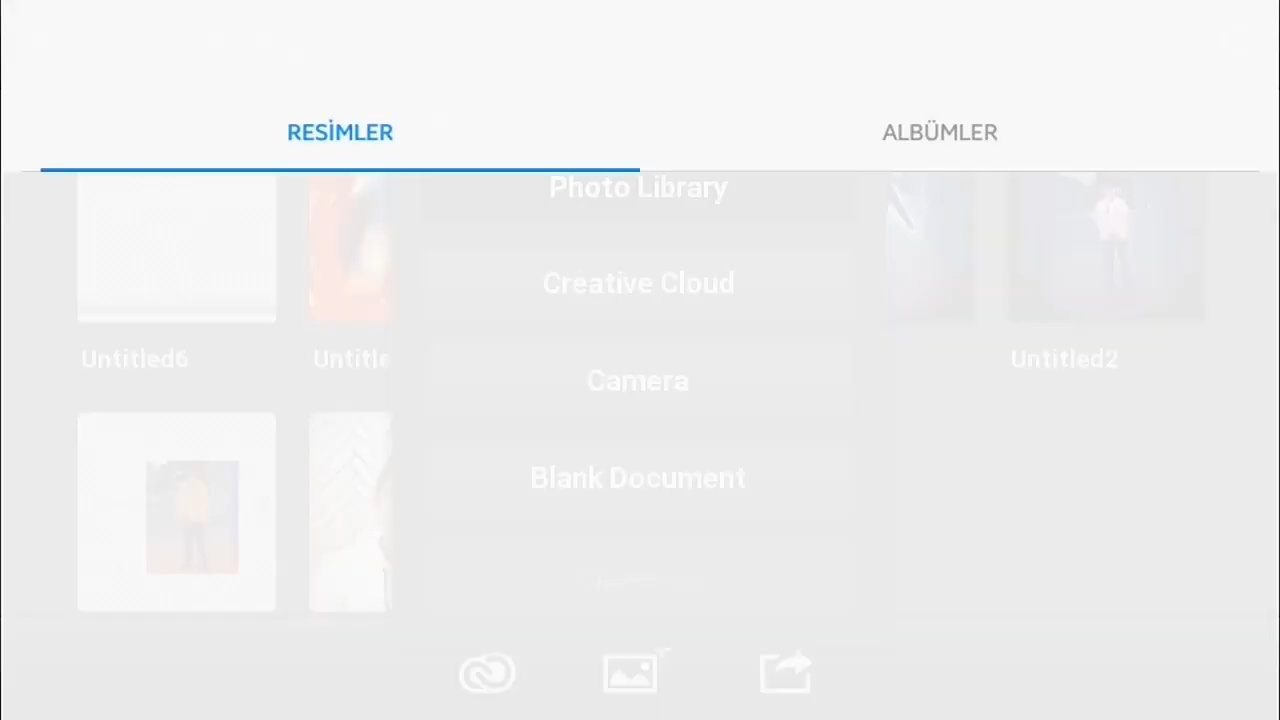 RESİMLER
ALBÜMLER
Photo Library
Creative Cloud
Untitled6
Untitle
Untitled2
Camera
Blank Document